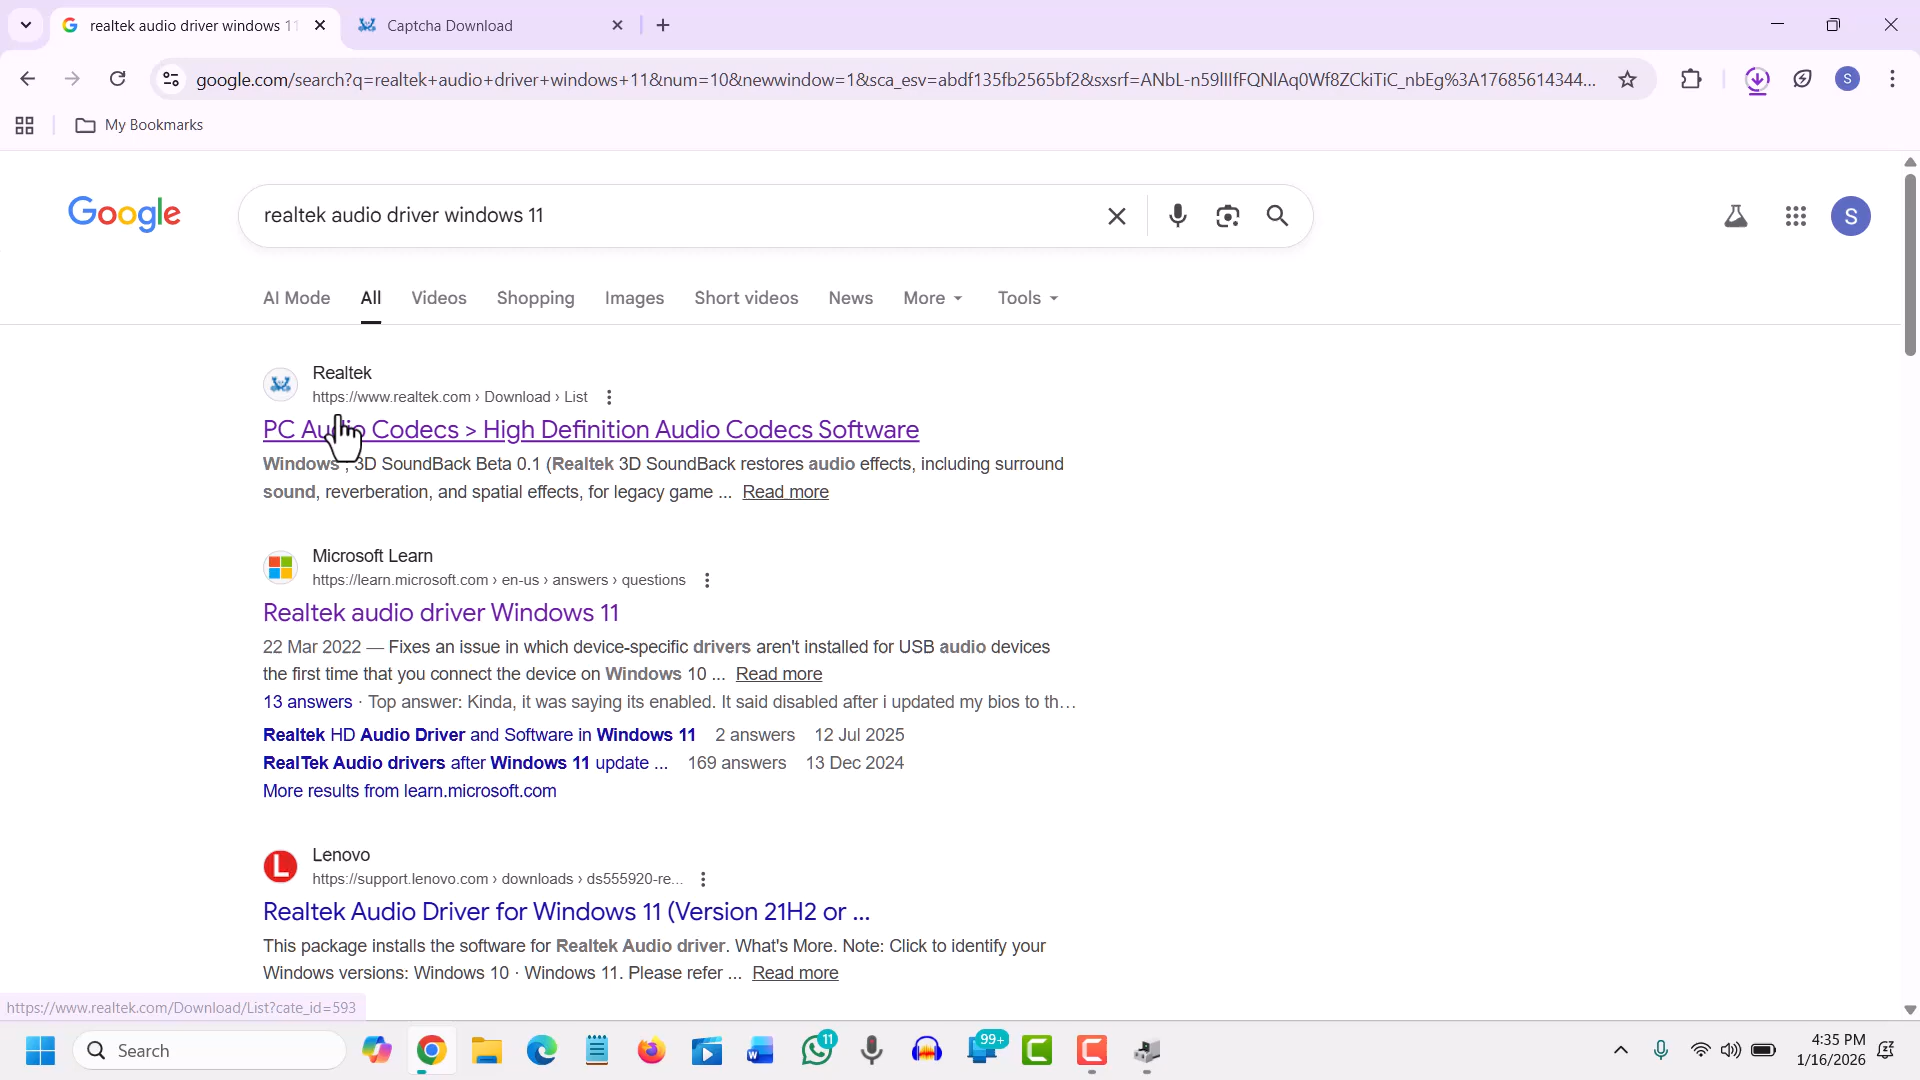 realtek audio driver windows 11
Captcha Download
google.com/search?q=realtek+audio+driver+windows+11&num=10&newwindow=1&sca_esv=abdf135fb2565bf2&sxsrf=ANbL-n59lIIfFQNlAq0Wf8ZCkiTiC_nbEg%3A17685614344...
S
My Bookmarks
Google
realtek audio driver windows 11
S
AI Mode
All
Videos
Shopping
Images
Short videos
News
More
Tools
Realtek
https://www.realtek.com › Download › List
PC Audio Codecs > High Definition Audio Codecs Software
Windows ; 3D SoundBack Beta 0.1 (Realtek 3D SoundBack restores audio effects, including surround
sound, reverberation, and spatial effects, for legacy game ... Read more
Microsoft Learn
https://learn.microsoft.com › en-us › answers › questions
Realtek audio driver Windows 11
22 Mar 2022 — Fixes an issue in which device-specific drivers aren't installed for USB audio devices
the first time that you connect the device on Windows 10 ... Read more
13 answers · Top answer: Kinda, it was saying its enabled. It said disabled after i updated my bios to th...
Realtek HD Audio Driver and Software in Windows 11 2 answers 12 Jul 2025
RealTek Audio drivers after Windows 11 update ... 169 answers 13 Dec 2024
More results from learn.microsoft.com
L
Lenovo
https://support.lenovo.com › downloads › ds555920-re...
Realtek Audio Driver for Windows 11 (Version 21H2 or ...
This package installs the software for Realtek Audio driver. What's More. Note: Click to identify your
Windows versions: Windows 10 · Windows 11. Please refer ... Read more
https://www.realtek.com/Download/List?cate_id=593
Search
W
11
99+
C
C
4:35 PM
1/16/2026